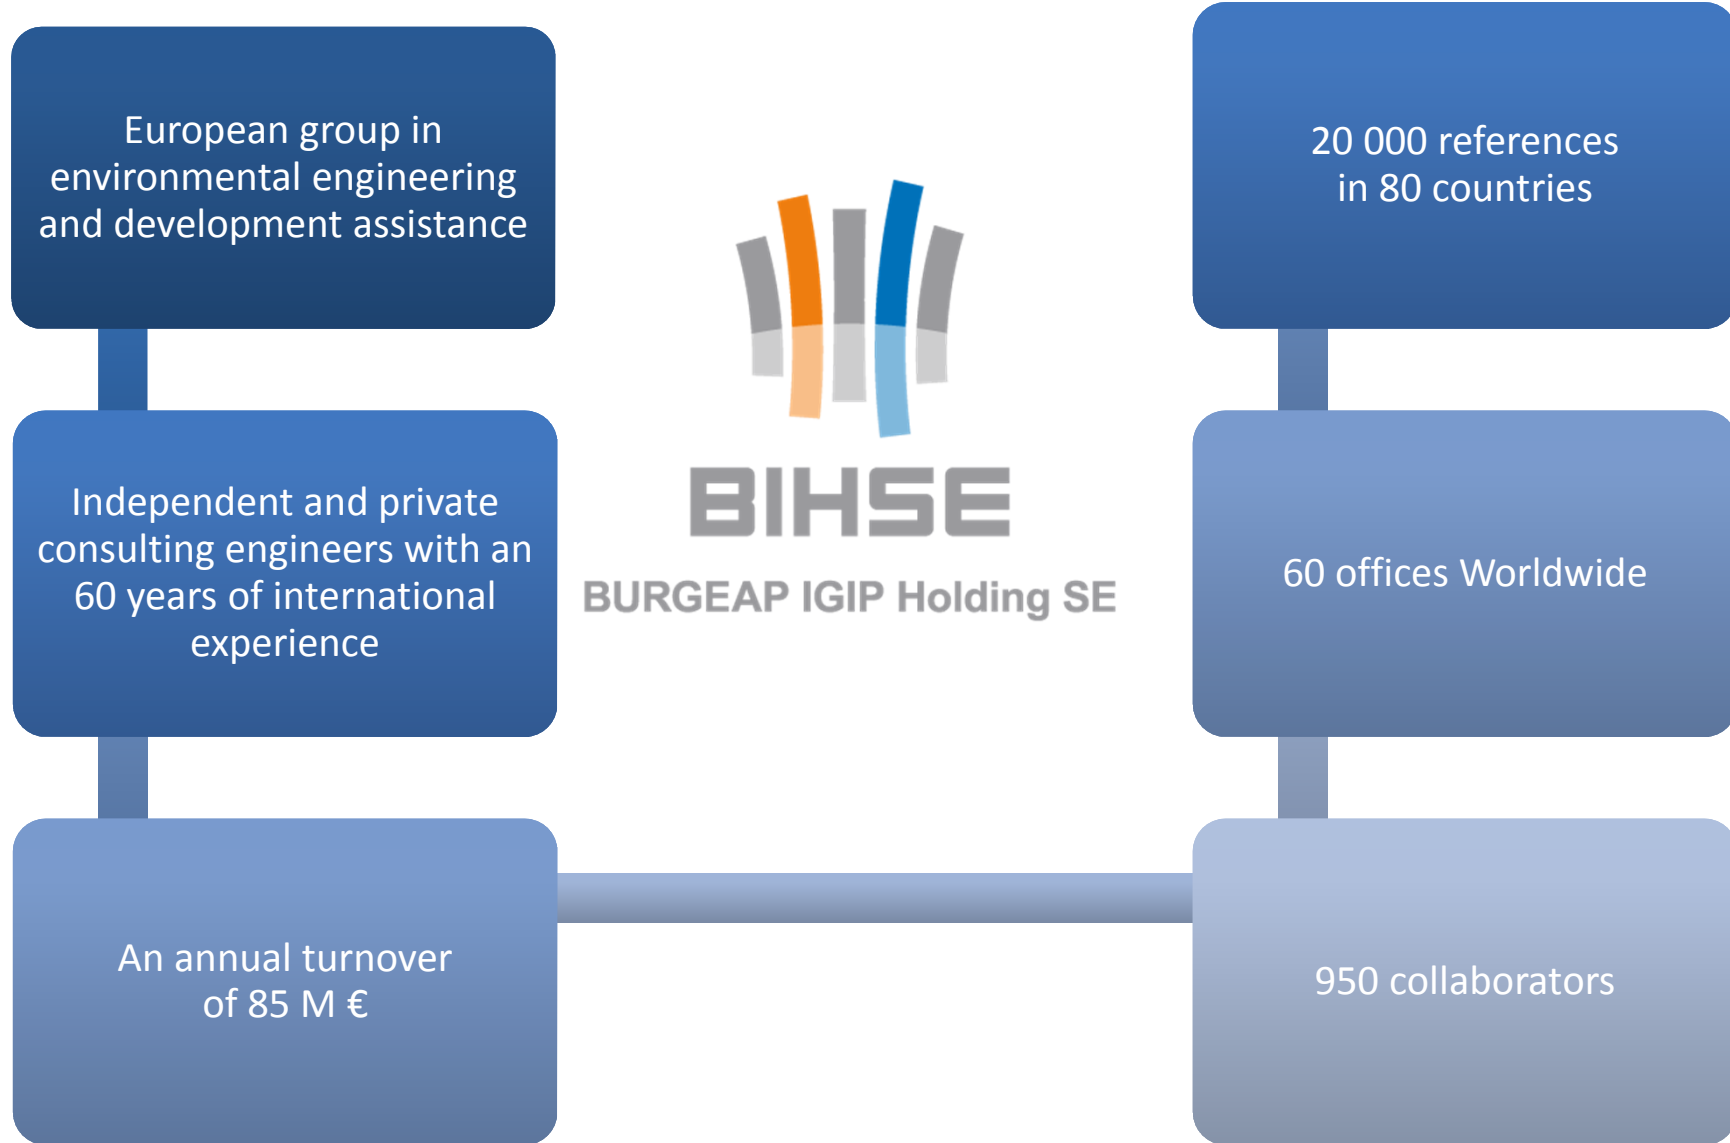 European group in
environmental engineering
and development assistance
Independent and private
consulting engineers with an
60 years of international
experience
An annual turnover
of 85 M €
BIHSE
BURGEAP IGIP Holding SE
20 000 references
in 80 countries
60 offices Worldwide
950 collaborators